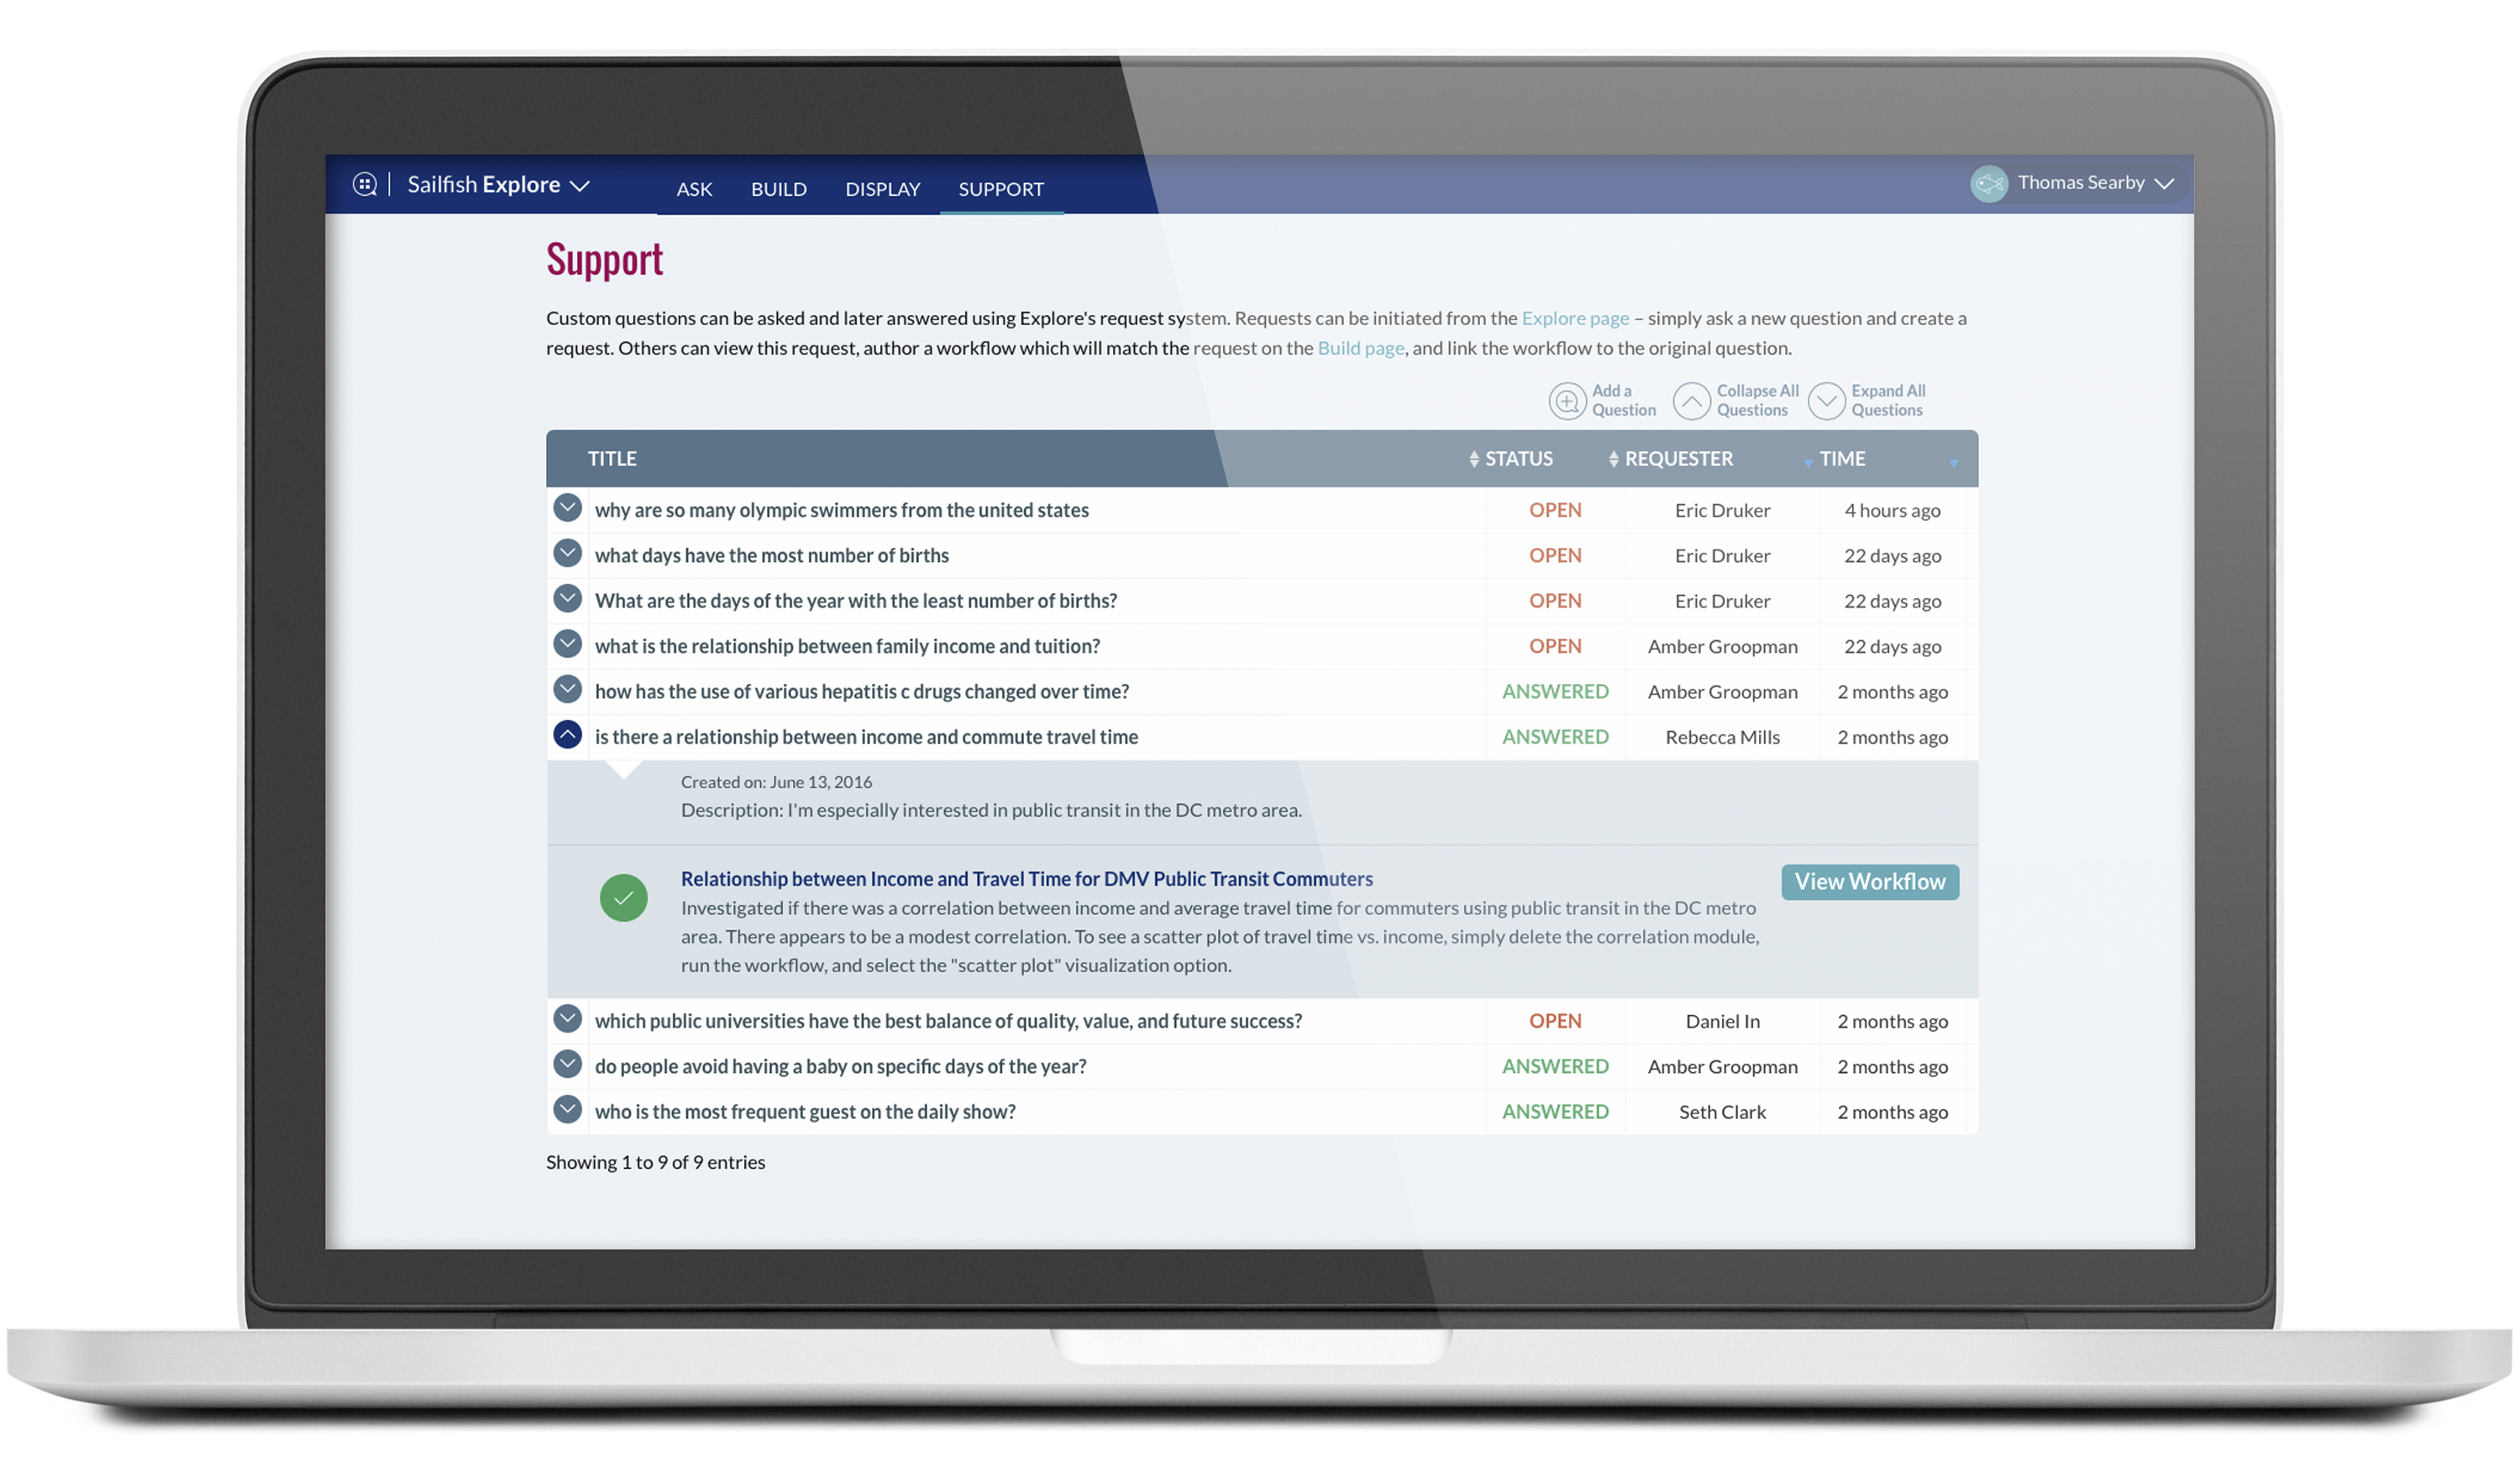 Sailfish Explore ASK BUILD DISPLAY SUPPORT Thomas Searby
Support
Custom questions can be asked and later answered using Explore's request system. Requests can be initiated from the Explore page – simply ask a new question and create a
request. Others can view this request, author a workflow which will match the request on the Build page, and link the workflow to the original question.
Add a Question Collapse All Questions Expand All Questions
TITLE STATUS REQUESTER TIME
why are so many olympic swimmers from the united states OPEN Eric Druker 4 hours ago
what days have the most number of births OPEN Eric Druker 22 days ago
What are the days of the year with the least number of births? OPEN Eric Druker 22 days ago
what is the relationship between family income and tuition? OPEN Amber Groopman 22 days ago
how has the use of various hepatitis c drugs changed over time? ANSWERED Amber Groopman 2 months ago
is there a relationship between income and commute travel time ANSWERED Rebecca Mills 2 months ago
Created on: June 13, 2016
Description: I'm especially interested in public transit in the DC metro area.
Relationship between Income and Travel Time for DMV Public Transit Commuters View Workflow
Investigated if there was a correlation between income and average travel time for commuters using public transit in the DC metro
area. There appears to be a modest correlation. To see a scatter plot of travel time vs. income, simply delete the correlation module,
run the workflow, and select the "scatter plot" visualization option.
which public universities have the best balance of quality, value, and future success? OPEN Daniel In 2 months ago
do people avoid having a baby on specific days of the year? ANSWERED Amber Groopman 2 months ago
who is the most frequent guest on the daily show? ANSWERED Seth Clark 2 months ago
Showing 1 to 9 of 9 entries